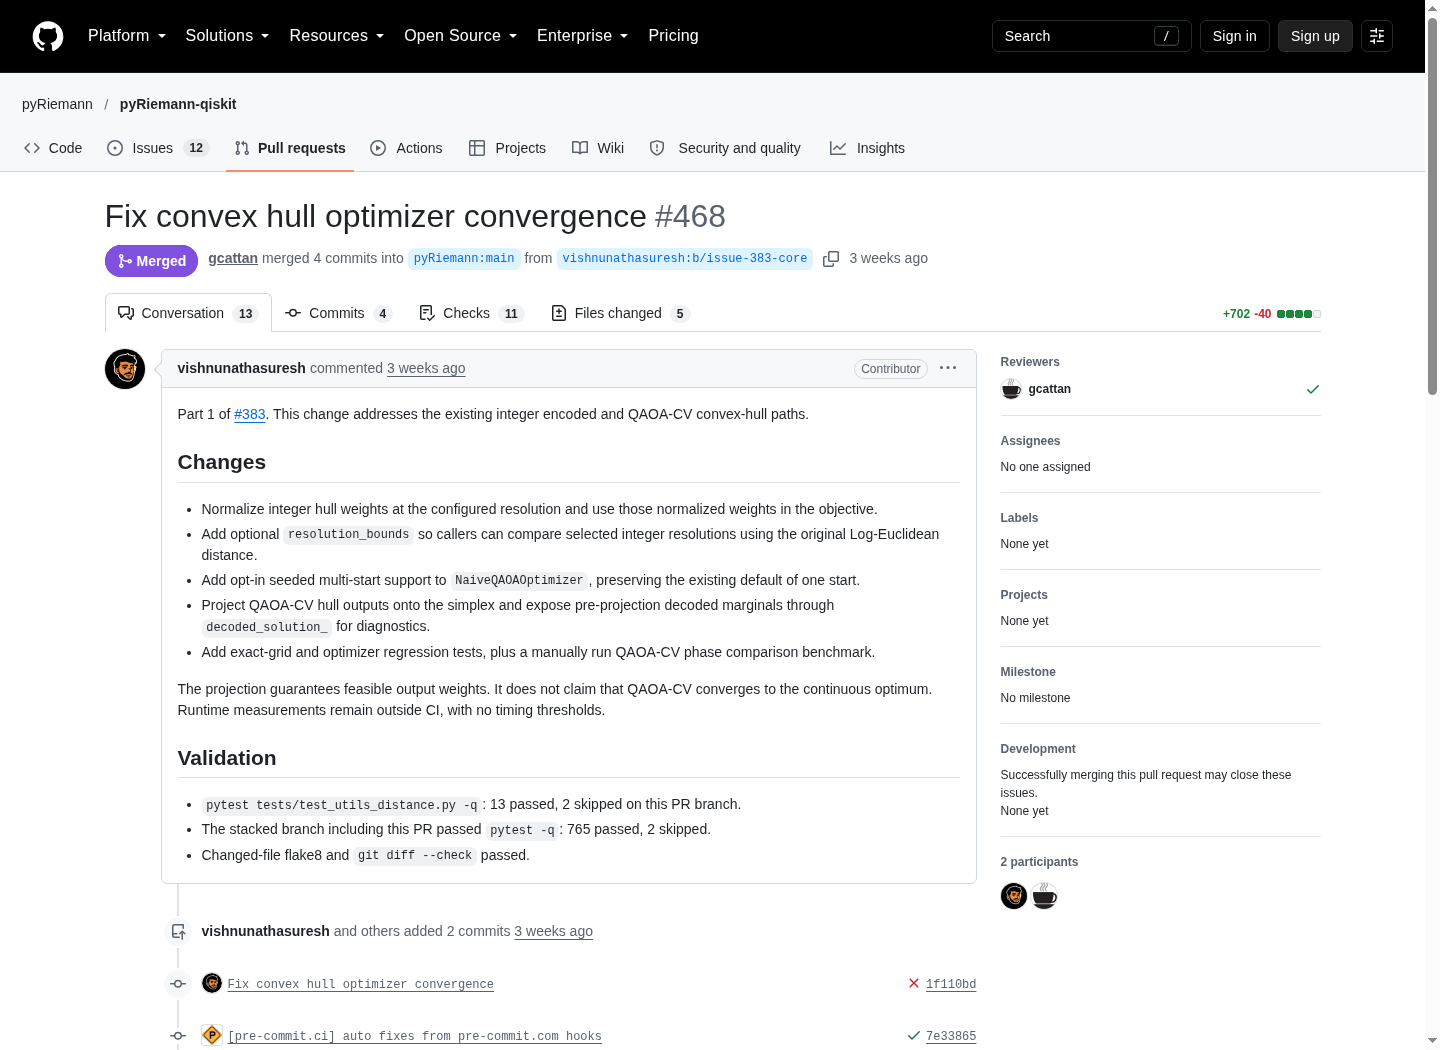 Platform Solutions Resources Open Source Enterprise Pricing Search / Sign in Sign up
pyRiemann / pyRiemann-qiskit
Code Issues 12 Pull requests Actions Projects Wiki Security and quality Insights
Fix convex hull optimizer convergence #468
Merged gcattan merged 4 commits into pyRiemann:main from vishnunathasuresh:b/issue-383-core 3 weeks ago
Conversation 13 Commits 4 Checks 11 Files changed 5 +702 -40
vishnunathasuresh commented 3 weeks ago Contributor
Part 1 of #383. This change addresses the existing integer encoded and QAOA-CV convex-hull paths.
Changes
Normalize integer hull weights at the configured resolution and use those normalized weights in the objective.
Add optional resolution_bounds so callers can compare selected integer resolutions using the original Log-Euclidean
distance.
Add opt-in seeded multi-start support to NaiveQAOAOptimizer, preserving the existing default of one start.
Project QAOA-CV hull outputs onto the simplex and expose pre-projection decoded marginals through
decoded_solution_ for diagnostics.
Add exact-grid and optimizer regression tests, plus a manually run QAOA-CV phase comparison benchmark.
The projection guarantees feasible output weights. It does not claim that QAOA-CV converges to the continuous optimum.
Runtime measurements remain outside CI, with no timing thresholds.
Validation
pytest tests/test_utils_distance.py -q: 13 passed, 2 skipped on this PR branch.
The stacked branch including this PR passed pytest -q: 765 passed, 2 skipped.
Changed-file flake8 and git diff --check passed.
vishnunathasuresh and others added 2 commits 3 weeks ago
Fix convex hull optimizer convergence 1f110bd
[pre-commit.ci] auto fixes from pre-commit.com hooks 7e33865
Reviewers
gcattan
Assignees
No one assigned
Labels
None yet
Projects
None yet
Milestone
No milestone
Development
Successfully merging this pull request may close these
issues.
None yet
2 participants